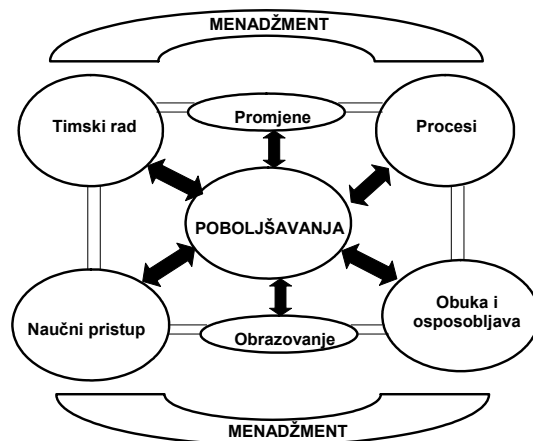 MENADŽMENT
Timski rad
Promjene
Procesi
POBOLJŠAVANJA
Naučni pristup
Obrazovanje
Obuka i
osposobljava
MENADŽMENT